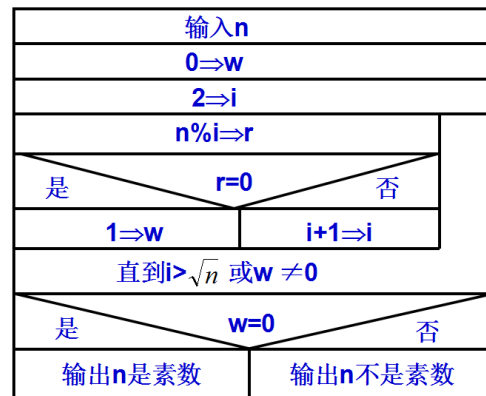 输入n
0⇒w
2⇒i
n%i⇒r
是 r=0 否
1⇒w i+1⇒i
直到i>√n 或w ≠0
是 w=0 否
输出n是素数 输出n不是素数